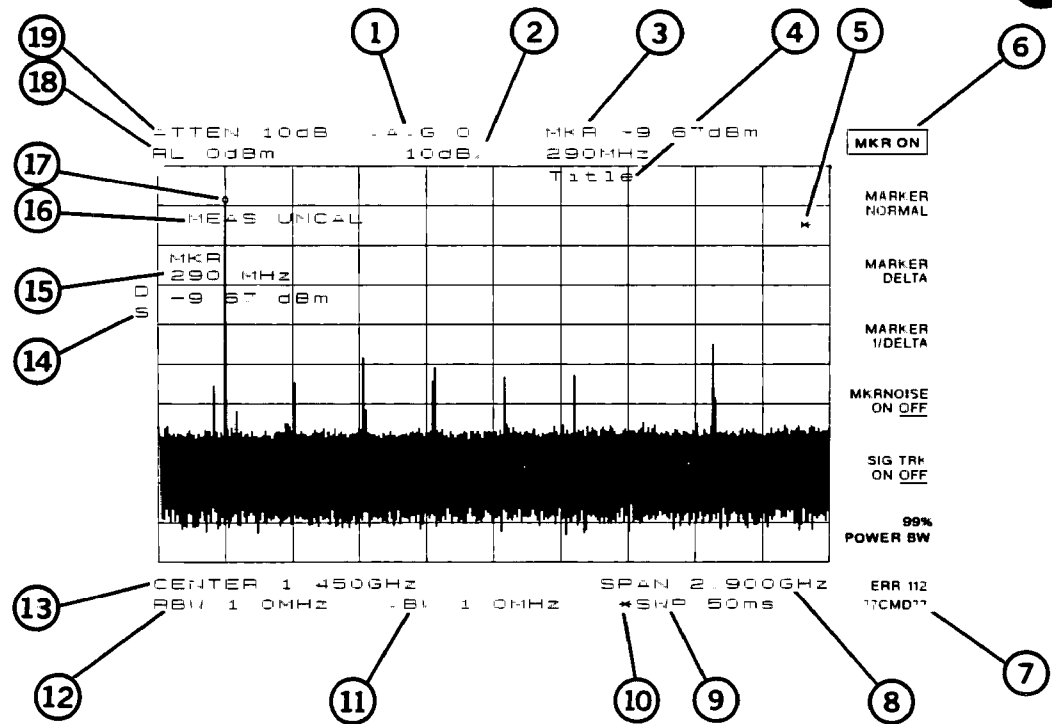 19 1 2 3 4 5 6
18
ATTEN 10dB VAVG 0 MKR -9 67dBm
RL 0dBm 10dB/ 290MHz
Title
MKR ON
17
16
MEAS UNCAL
MARKER
NORMAL
15
MKR
290 MHz
-9 67 dBm
D
S
14
MARKER
DELTA
MARKER
1/DELTA
MKRNOISE
ON OFF
SIG TRK
ON OFF
99%
POWER BW
13
CENTER 1 450GHz SPAN 2.900GHz
RBW 1 0MHz VBW 1 0MHz *SWP 50ms
ERR 112
??CMD??
12 11 10 9 8 7